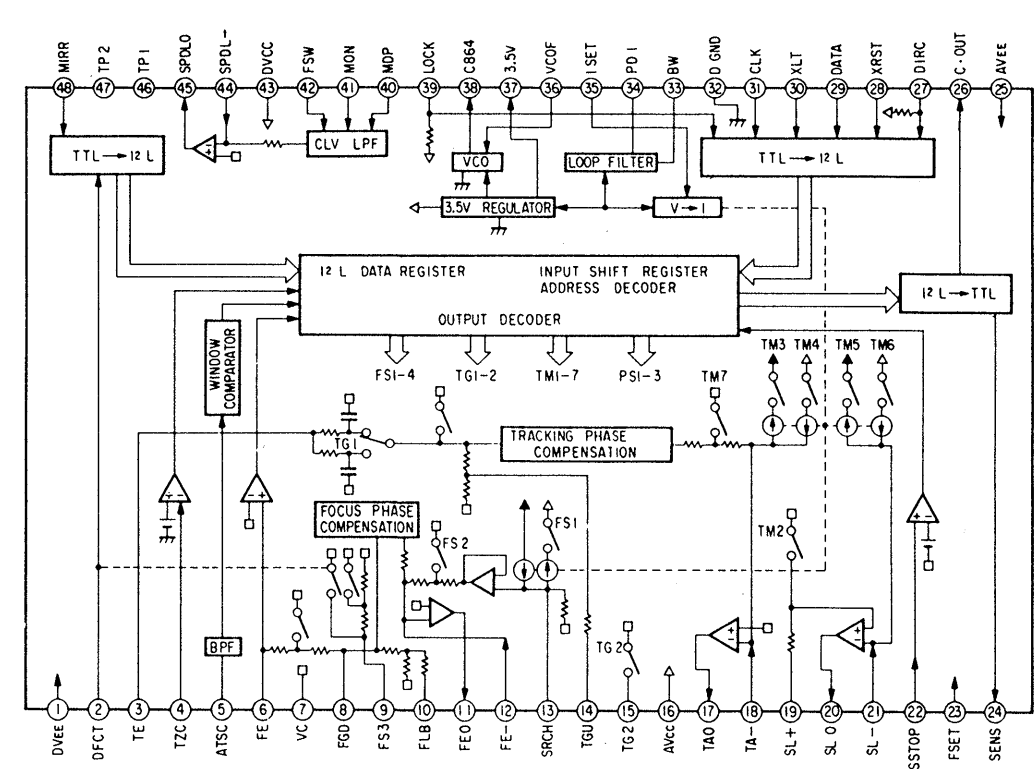 MIRR TP2 TP1 SPDLO SPDL- DVCC FSW MON MDP LOCK C864 3.5V VCOF ISET PD1 BW D GND CLK XLT DATA XRST DIRC C·OUT AVEE
48 47 46 45 44 43 42 41 40 39 38 37 36 35 34 33 32 31 30 29 28 27 26 25
TTL → 12 L
CLV LPF
VCO
LOOP FILTER
TTL → 12 L
3.5V REGULATOR
V → I
12 L DATA REGISTER
INPUT SHIFT REGISTER
ADDRESS DECODER
OUTPUT DECODER
12 L → TTL
WINDOW
COMPARATOR
FS1-4
TG1-2
TM1-7
PS1-3
TM3
TM4
TM5
TM6
TM7
TG1
TRACKING PHASE
COMPENSATION
FOCUS PHASE
COMPENSATION
FS2
FS1
TM2
BPF
TG2
1 2 3 4 5 6 7 8 9 10 11 12 13 14 15 16 17 18 19 20 21 22 23 24
DVEE DFCT TE TZC ATSC FE VC FGD FS3 FLB FEO FE- SRCH TGU TG2 AVCC TAO TA- SL+ SLO SL- SSTOP FSET SENS